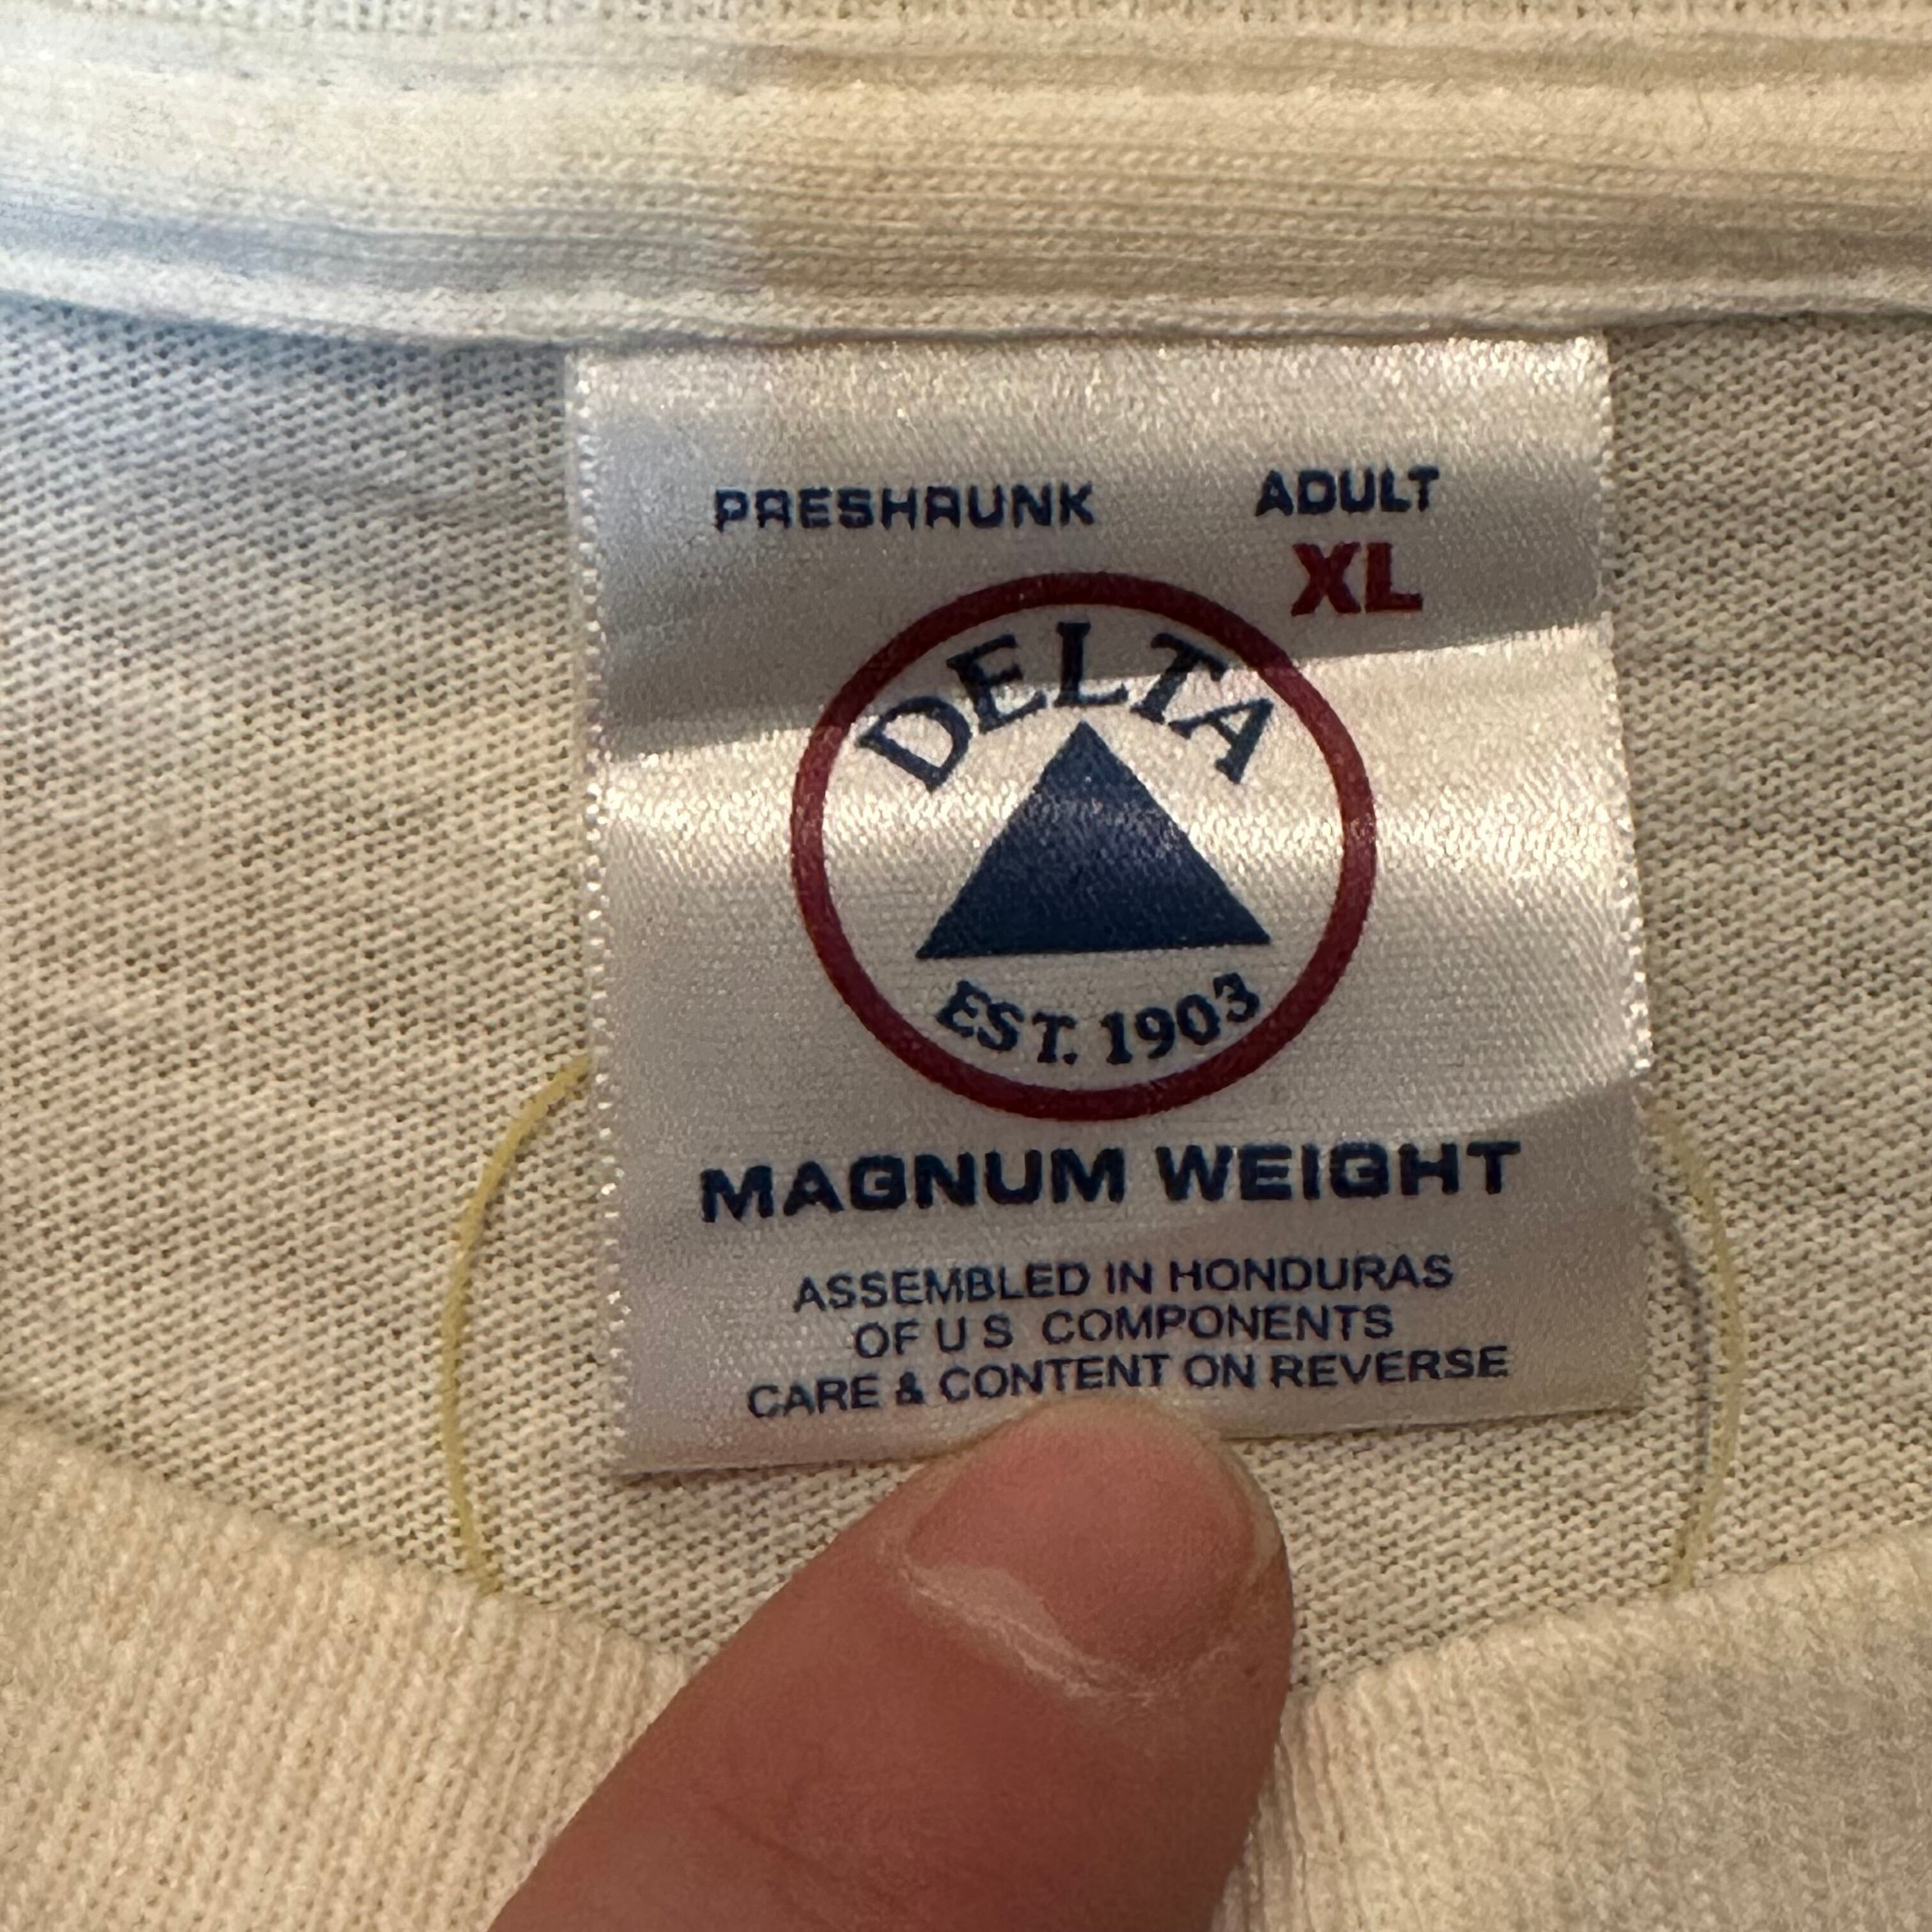 PRESHRUNK
ADULT
XL
DELTA
EST. 1903
MAGNUM WEIGHT
ASSEMBLED IN HONDURAS
OF U S COMPONENTS
CARE & CONTENT ON REVERSE